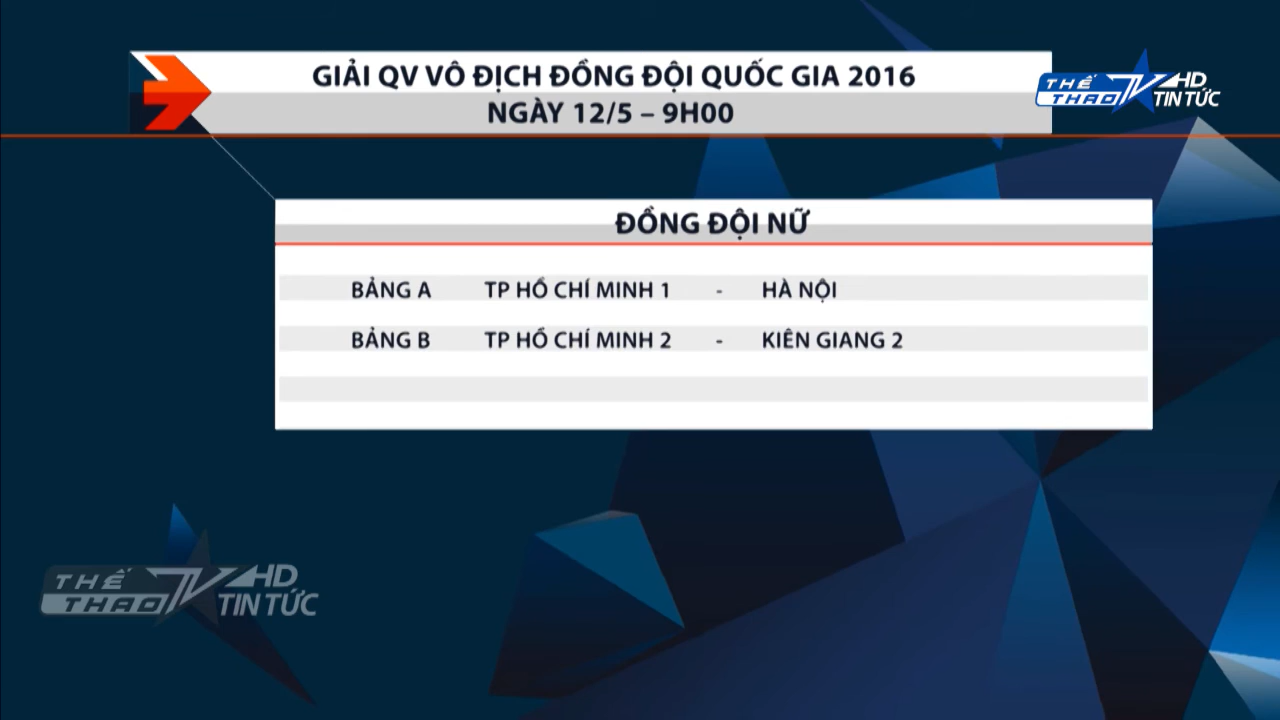 GIẢI QV VÔ ĐỊCH ĐỒNG ĐỘI QUỐC GIA 2016
NGÀY 12/5 – 9H00
THỂ THAO TV HD TIN TỨC
ĐỒNG ĐỘI NỮ
BẢNG A TP HỒ CHÍ MINH 1 - HÀ NỘI
BẢNG B TP HỒ CHÍ MINH 2 - KIÊN GIANG 2
THỂ THAO TV HD TIN TỨC